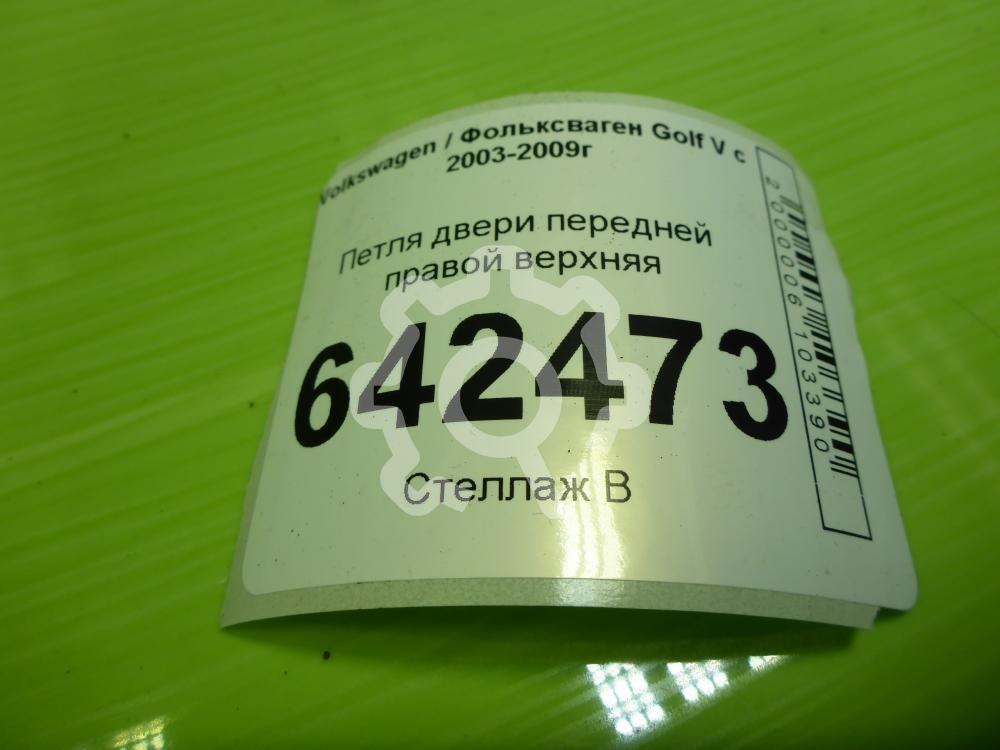 Volkswagen / Фольксваген Golf V с
2003-2009г
Петля двери передней
правой верхняя
642473
Стеллаж В
2000006103390